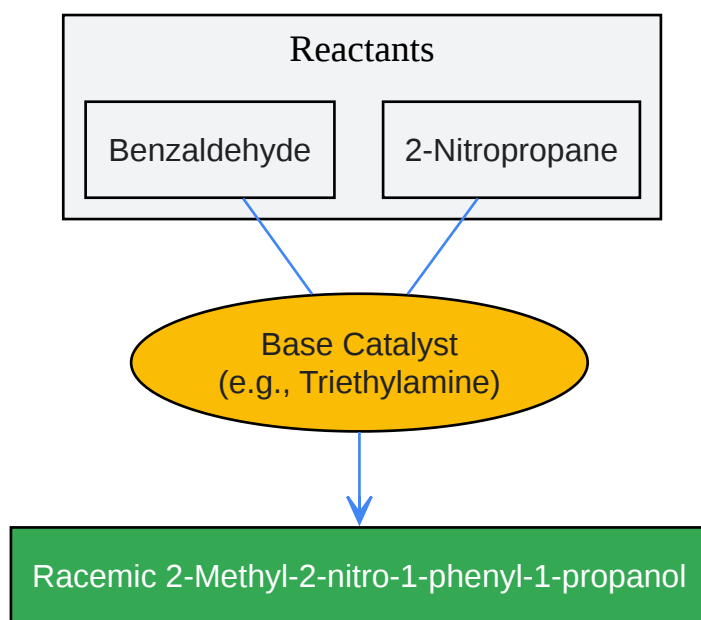 Reactants
Benzaldehyde
2-Nitropropane
Base Catalyst
(e.g., Triethylamine)
Racemic 2-Methyl-2-nitro-1-phenyl-1-propanol